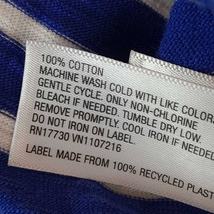 100% COTTON
MACHINE WASH COLD WITH LIKE COLORS
GENTLE CYCLE. ONLY NON-CHLORINE
BLEACH IF NEEDED. TUMBLE DRY LOW.
REMOVE PROMPTLY. COOL IRON IF NEEDED
DO NOT IRON ON LABEL.
RN17730 VN1107216
LABEL MADE FROM 100% RECYCLED PLAST